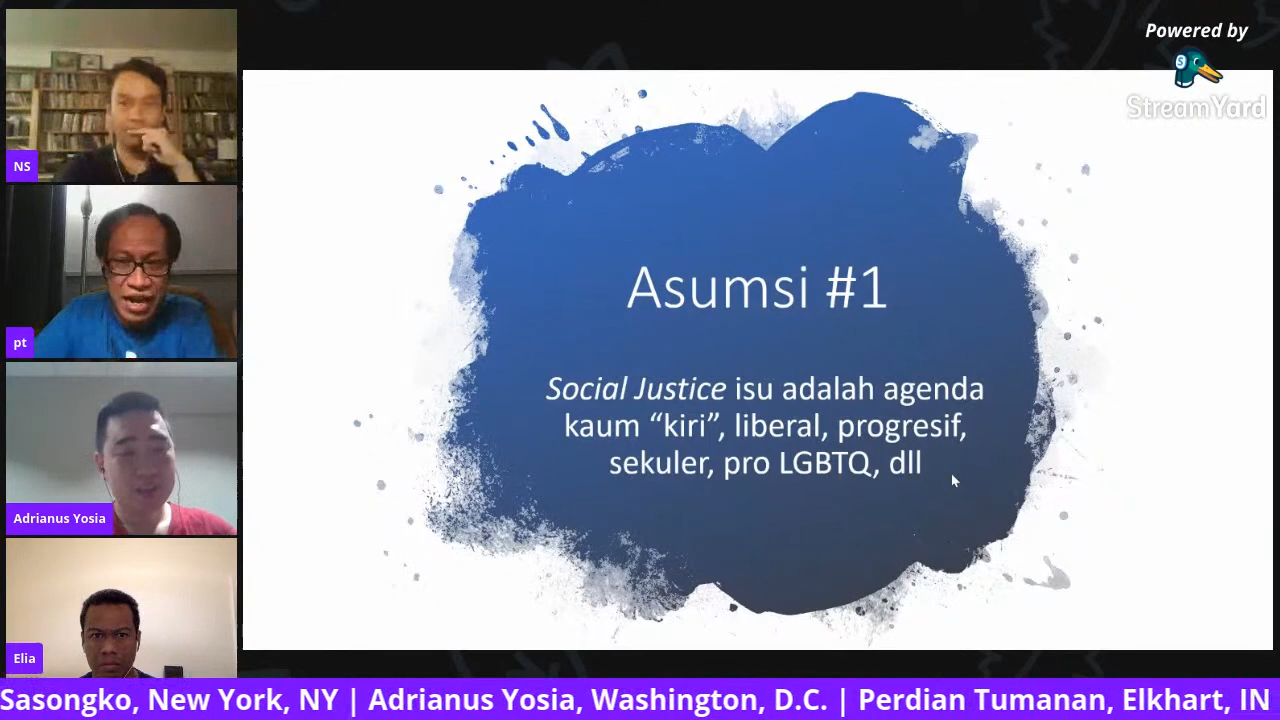 NS
pt
Adrianus Yosia
Elia
Powered by
StreamYard
Asumsi #1
Social Justice isu adalah agenda
kaum “kiri”, liberal, progresif,
sekuler, pro LGBTQ, dll
Sasongko, New York, NY | Adrianus Yosia, Washington, D.C. | Perdian Tumanan, Elkhart, IN